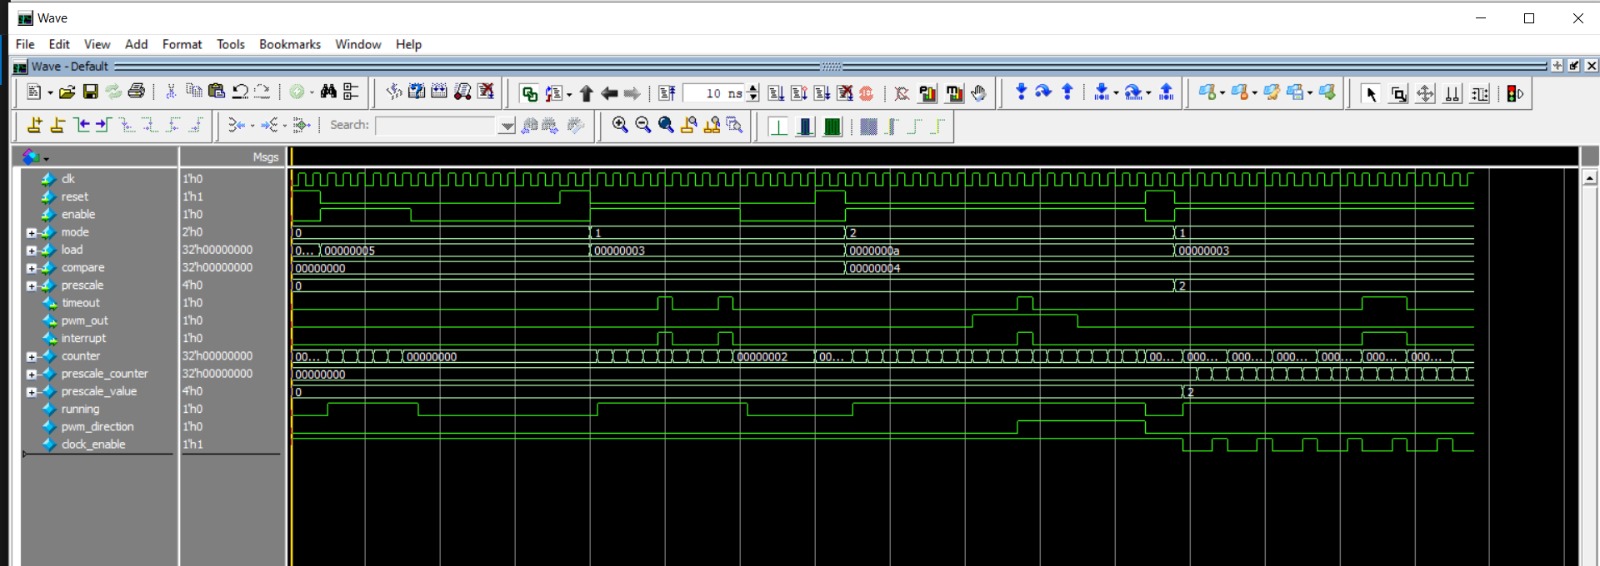 Wave
File Edit View Add Format Tools Bookmarks Window Help
Wave - Default
10 ns
Search:
Msgs
clk 1'h0
reset 1'h1
enable 1'h0
mode 2'h0 0 1 2 1
load 32'h00000000 0... 00000005 00000003 0000000a 00000003
compare 32'h00000000 00000000 00000004
prescale 4'h0 0 2
timeout 1'h0
pwm_out 1'h0
interrupt 1'h0
counter 32'h00000000 00... 00000000 00000002 00... 00... 000... 000... 000... 000... 000... 000...
prescale_counter 32'h00000000 00000000
prescale_value 4'h0 0 2
running 1'h0
pwm_direction 1'h0
clock_enable 1'h1